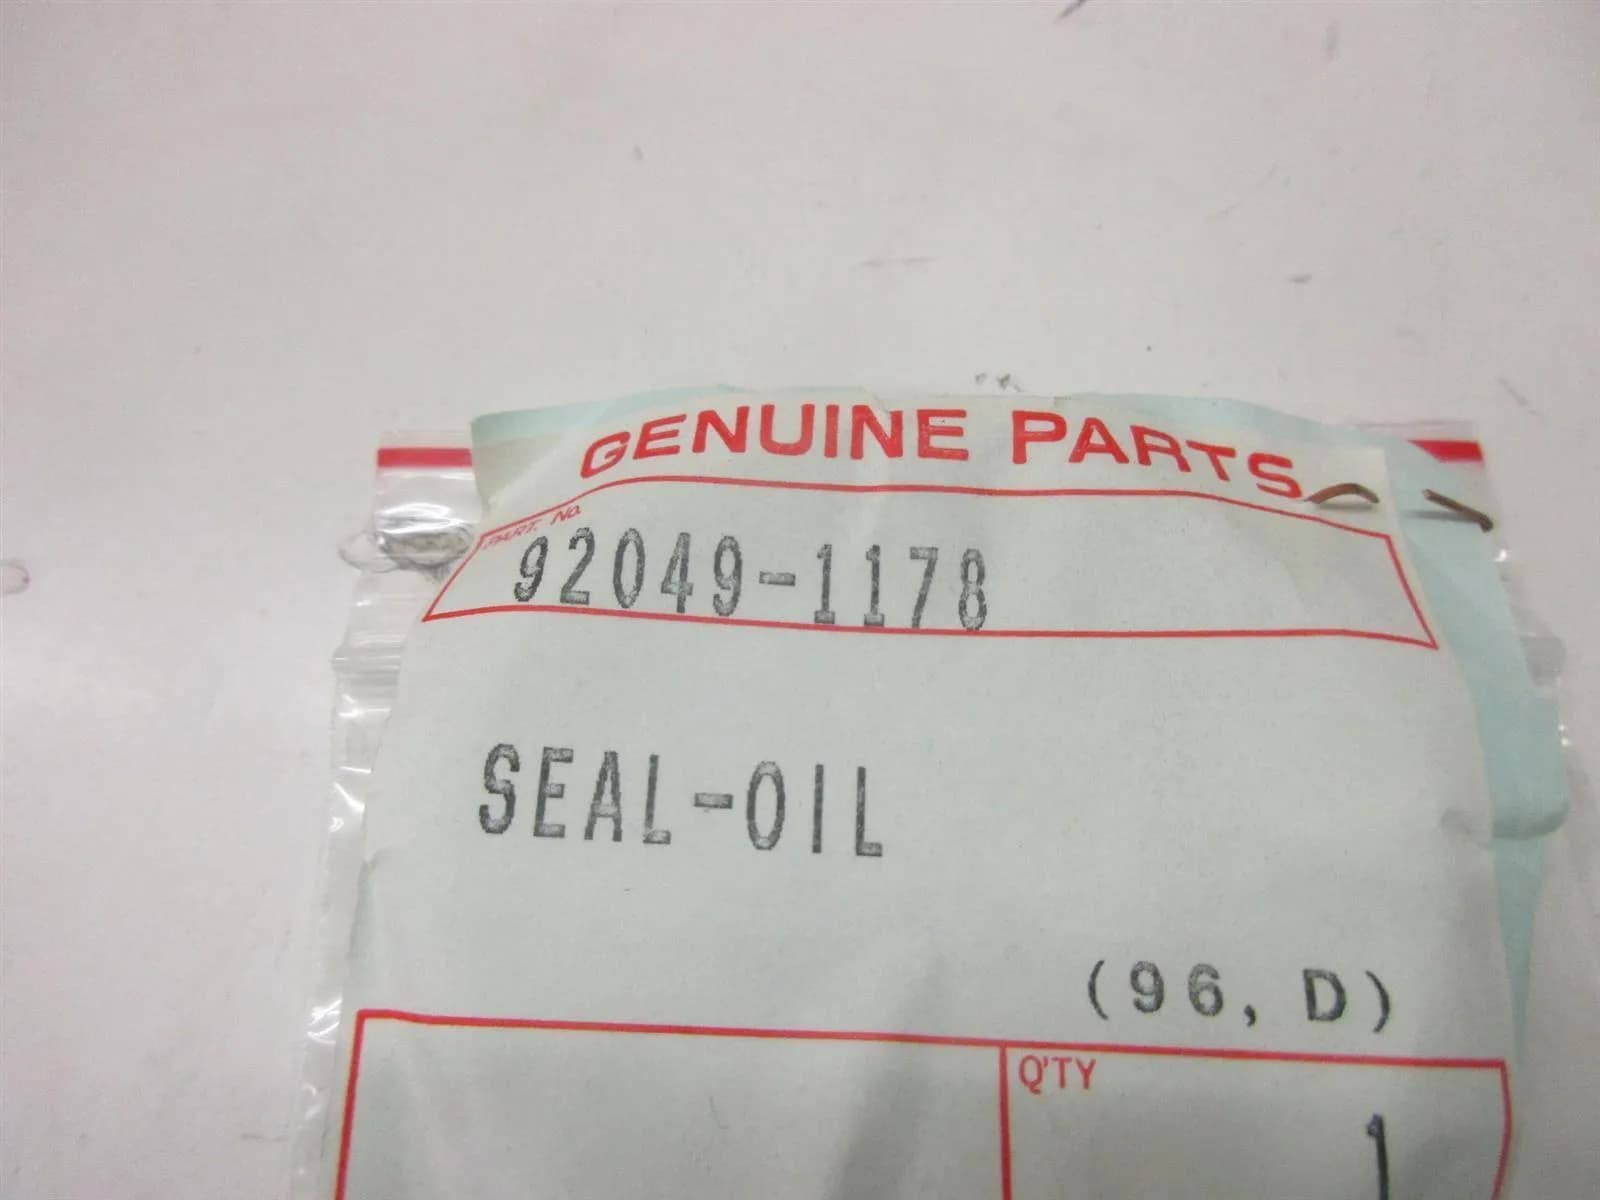 GENUINE PARTS
PART. No.
92049-1178
SEAL-OIL
(96, D)
Q'TY
1